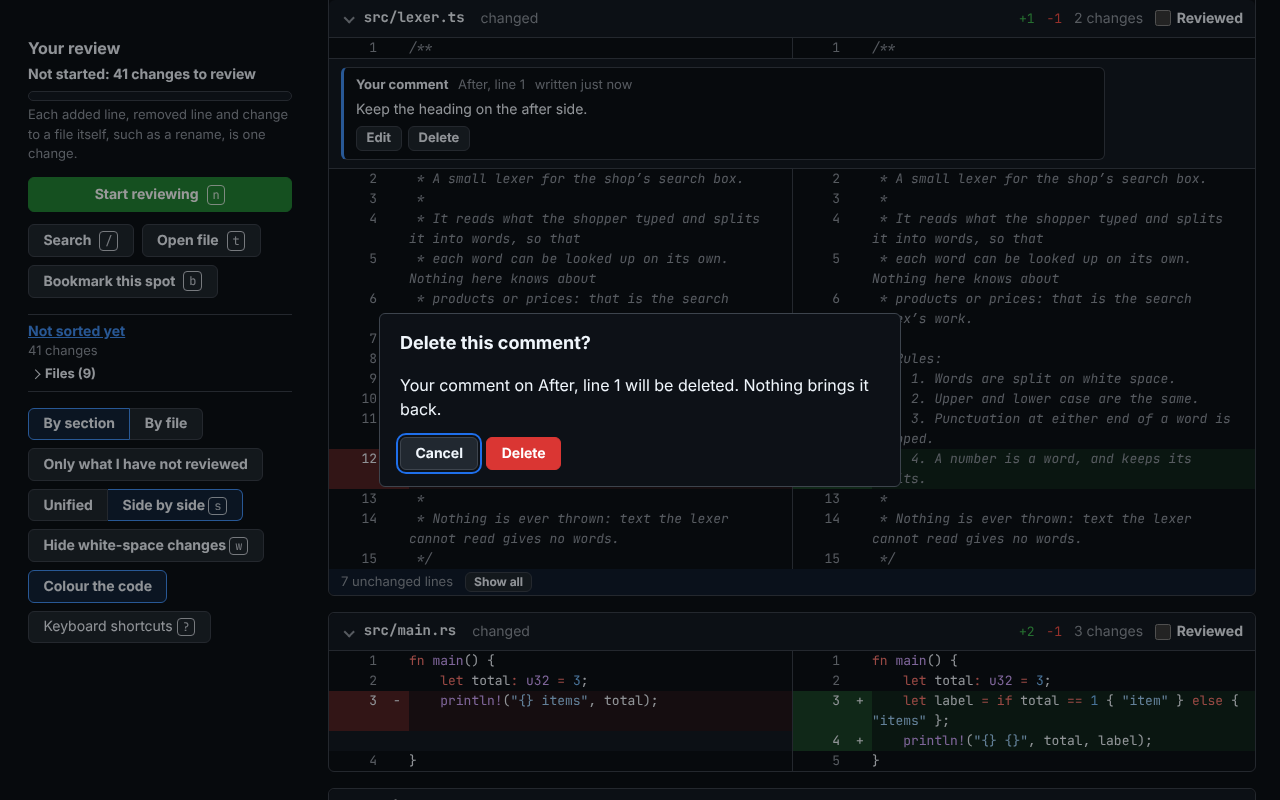 Your review
Not started: 41 changes to review
Each added line, removed line and change
to a file itself, such as a rename, is one
change.
Start reviewing n
Search / Open file t
Bookmark this spot b
Not sorted yet
41 changes
Files (9)
By section By file
Only what I have not reviewed
Unified Side by side s
Hide white-space changes w
Colour the code
Keyboard shortcuts ?
src/lexer.ts changed +1 -1 2 changes Reviewed
1 /** 1 /**
Your comment After, line 1 written just now
Keep the heading on the after side.
Edit Delete
2 * A small lexer for the shop’s search box. 2 * A small lexer for the shop’s search box.
3 * 3 *
4 * It reads what the shopper typed and splits 4 * It reads what the shopper typed and splits
it into words, so that it into words, so that
5 * each word can be looked up on its own. 5 * each word can be looked up on its own.
Nothing here knows about Nothing here knows about
6 * products or prices: that is the search 6 * products or prices: that is the search
work.
7
8 Rules:
9 1. Words are split on white space.
10 2. Upper and lower case are the same.
11 3. Punctuation at either end of a word is
12 4. A number is a word, and keeps its
Delete this comment?
Your comment on After, line 1 will be deleted. Nothing brings it
back.
Cancel Delete
13 * 13 *
14 * Nothing is ever thrown: text the lexer 14 * Nothing is ever thrown: text the lexer
cannot read gives no words. cannot read gives no words.
15 */ 15 */
7 unchanged lines Show all
src/main.rs changed +2 -1 3 changes Reviewed
1 fn main() { 1 fn main() {
2 let total: u32 = 3; 2 let total: u32 = 3;
3 - println!("{} items", total); 3 + let label = if total == 1 { "item" } else {
"items" };
4 + println!("{} {}", total, label);
4 } 5 }